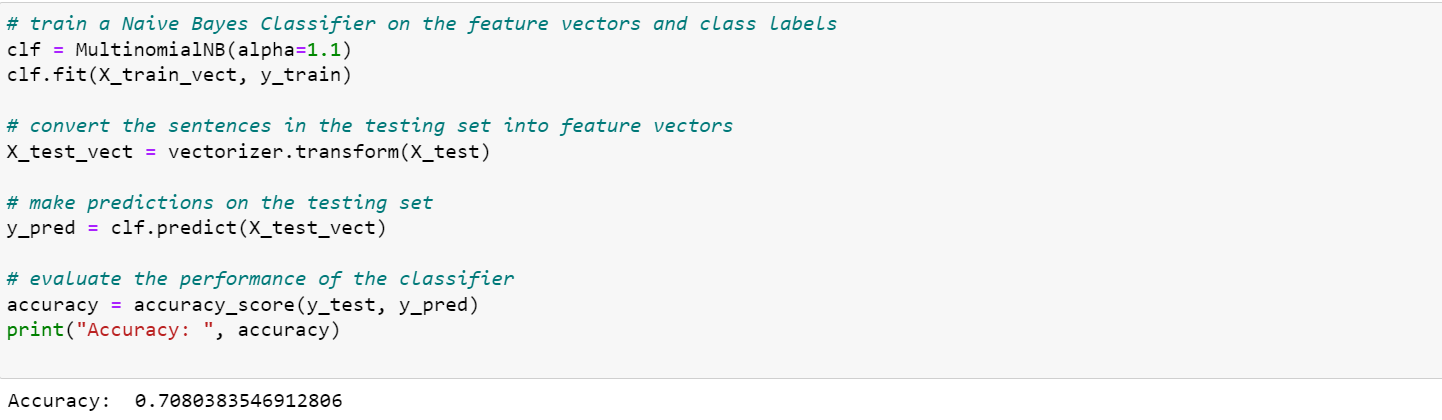 # train a Naive Bayes Classifier on the feature vectors and class labels
clf = MultinomialNB(alpha=1.1)
clf.fit(X_train_vect, y_train)
# convert the sentences in the testing set into feature vectors
X_test_vect = vectorizer.transform(X_test)
# make predictions on the testing set
y_pred = clf.predict(X_test_vect)
# evaluate the performance of the classifier
accuracy = accuracy_score(y_test, y_pred)
print("Accuracy: ", accuracy)
Accuracy:  0.7080383546912806